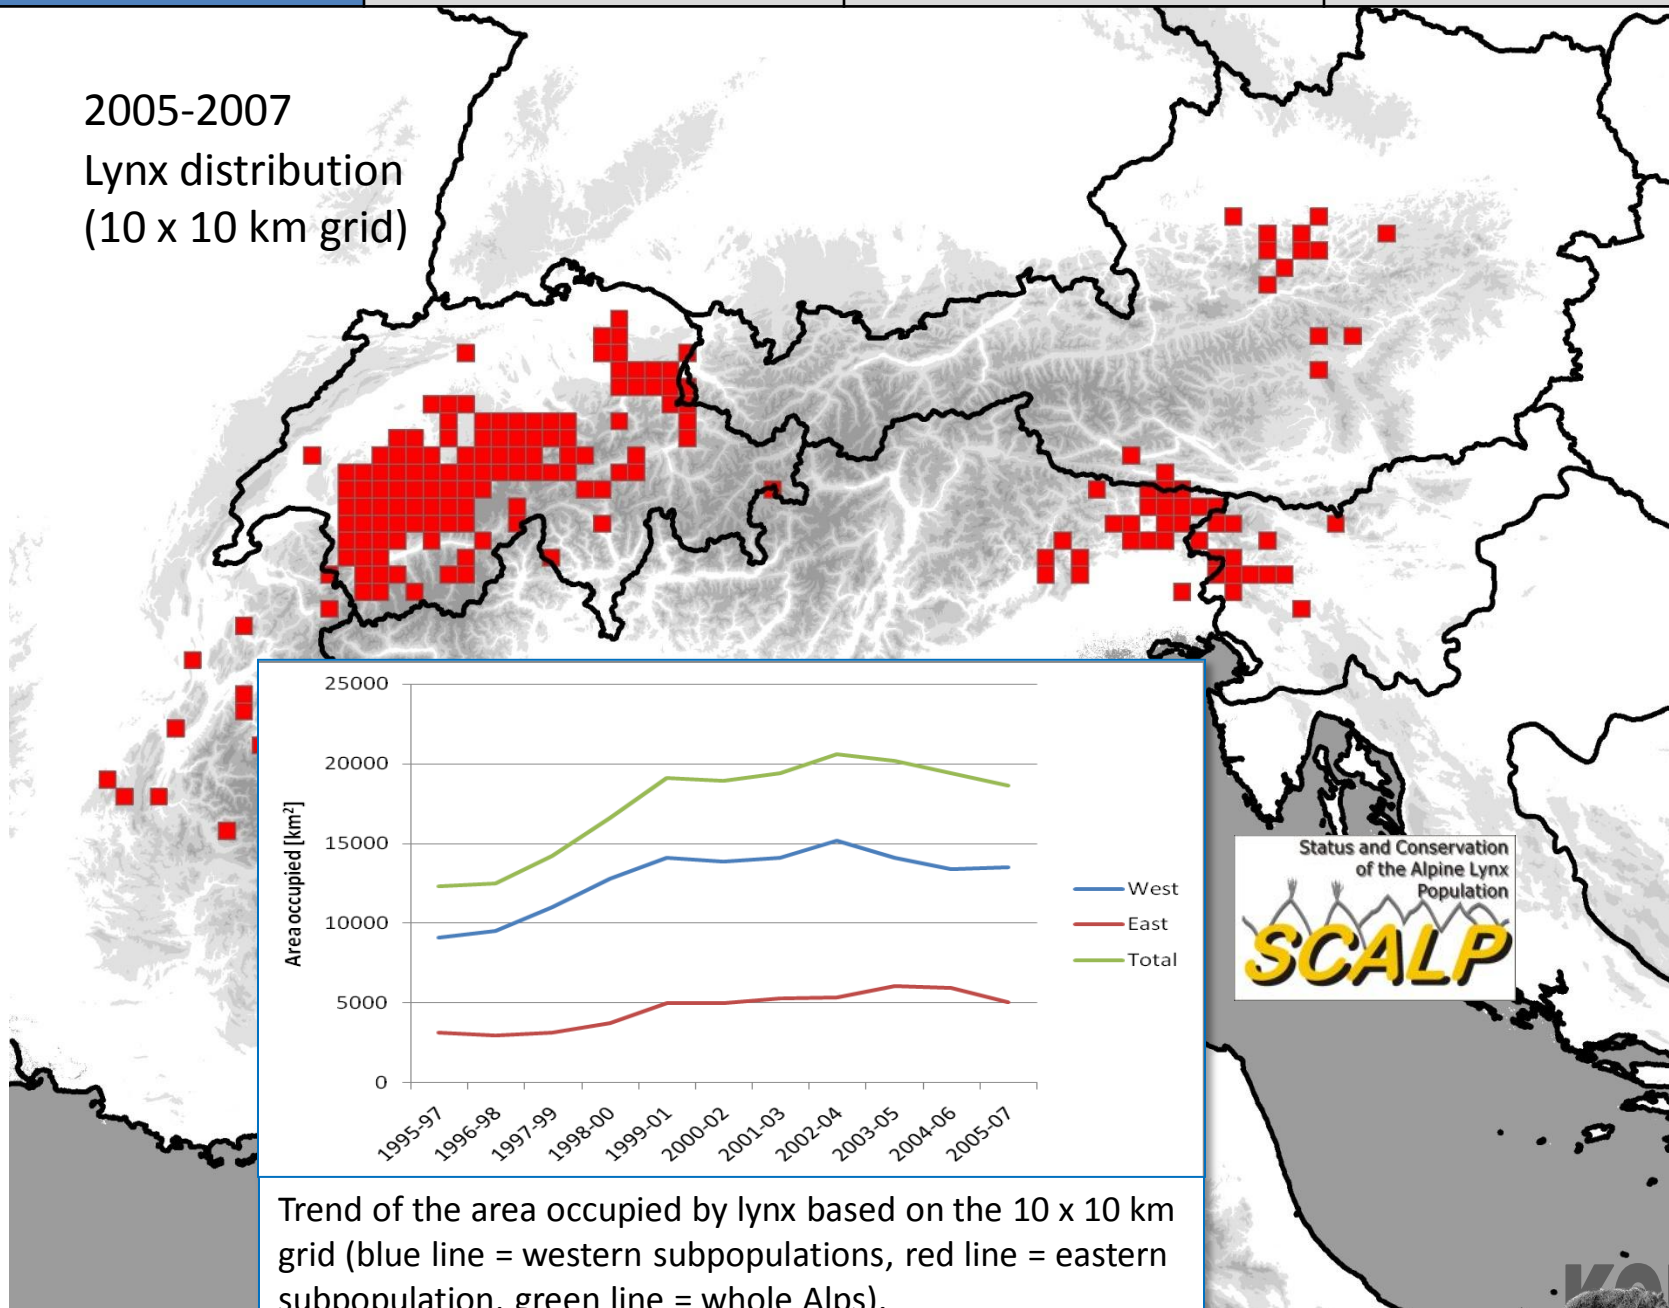 2005-2007
Lynx distribution
(10 x 10 km grid)
25000
20000
15000
10000
5000
0
Area occupied [km²]
1995-97
1996-98
1997-99
1998-00
1999-01
2000-02
2001-03
2002-04
2003-05
2004-06
2005-07
West
East
Total
Status and Conservation
of the Alpine Lynx
Population
SCALP
Trend of the area occupied by lynx based on the 10 x 10 km
grid (blue line = western subpopulations, red line = eastern
subpopulation, green line = whole Alps).